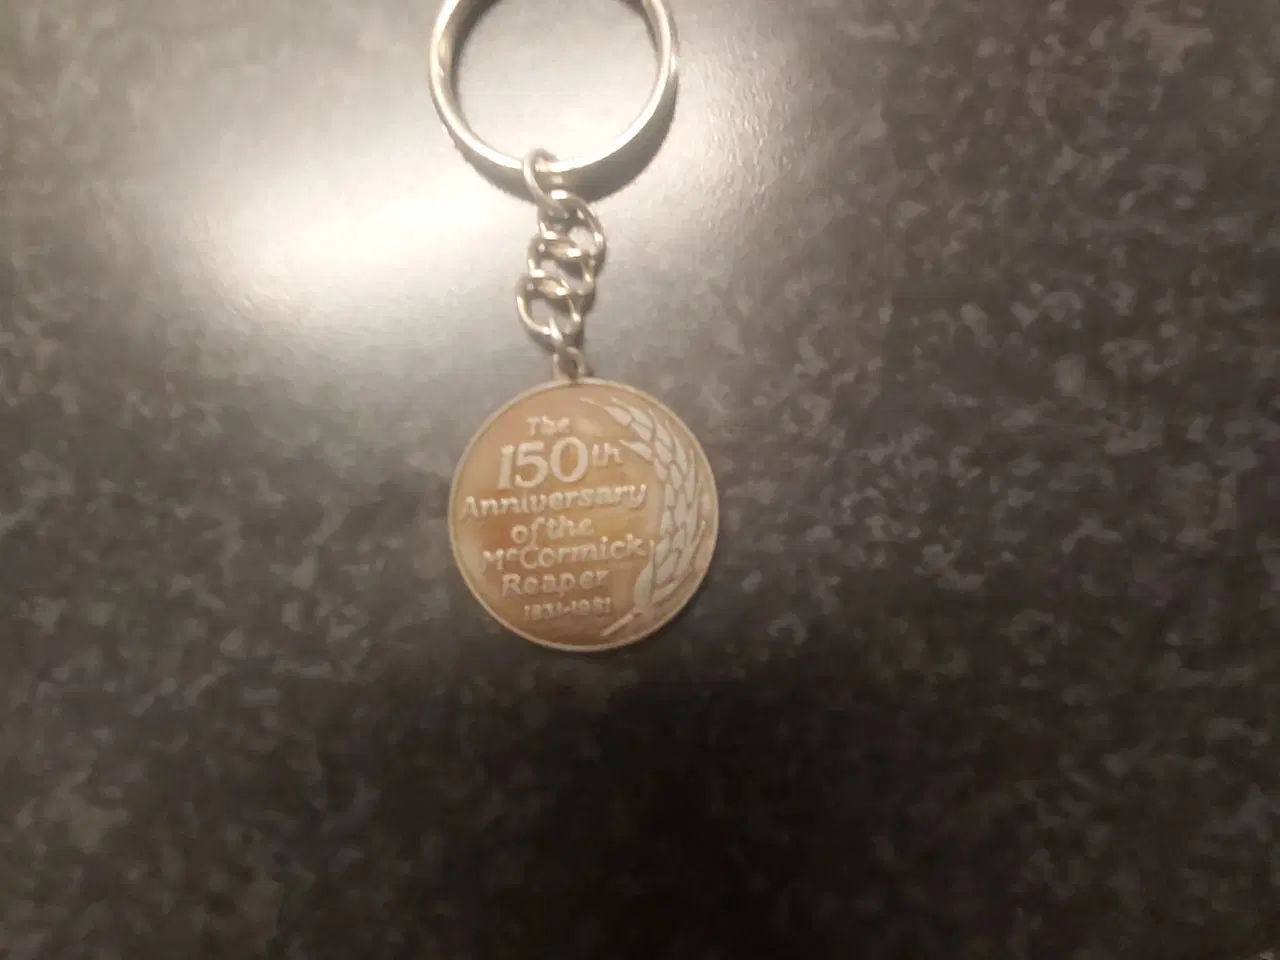 The
150th
Anniversary
of the
McCormick
Reaper
1831-1981